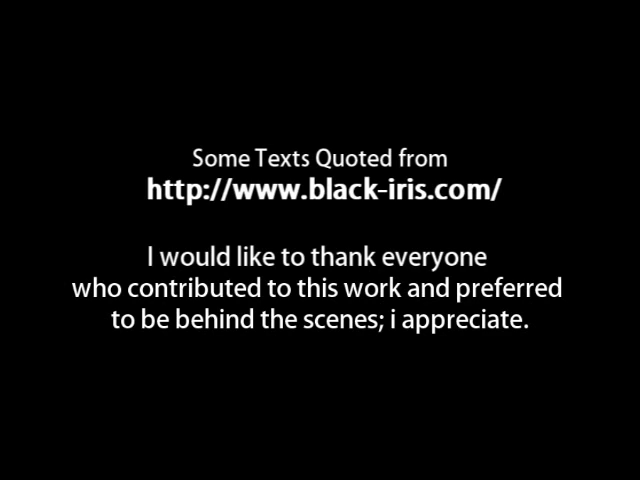 Some Texts Quoted from
http://www.black-iris.com/
I would like to thank everyone
who contributed to this work and preferred
to be behind the scenes; i appreciate.